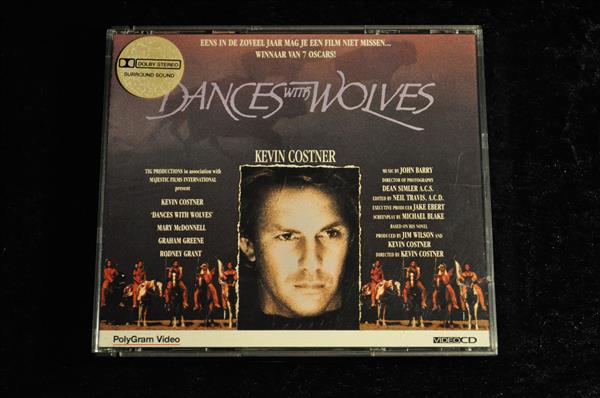 EENS IN DE ZOVEEL JAAR MAG JE EEN FILM NIET MISSEN...
WINNAAR VAN 7 OSCARS!
DOLBY STEREO
SURROUND SOUND
DANCES WITH WOLVES
KEVIN COSTNER
TIG PRODUCTIONS in association with
MAJESTIC FILMS INTERNATIONAL
present
KEVIN COSTNER
'DANCES WITH WOLVES'
MARY McDONNELL
GRAHAM GREENE
RODNEY GRANT
MUSIC BY JOHN BARRY
DIRECTOR OF PHOTOGRAPHY
DEAN SIMLER A.C.S.
EDITED BY NEIL TRAVIS, A.C.D.
EXECUTIVE PRODUCER JAKE EBERT
SCREENPLAY BY MICHAEL BLAKE
BASED ON HIS NOVEL
PRODUCED BY JIM WILSON AND
KEVIN COSTNER
DIRECTED BY KEVIN COSTNER
PolyGram Video
VIDEO CD